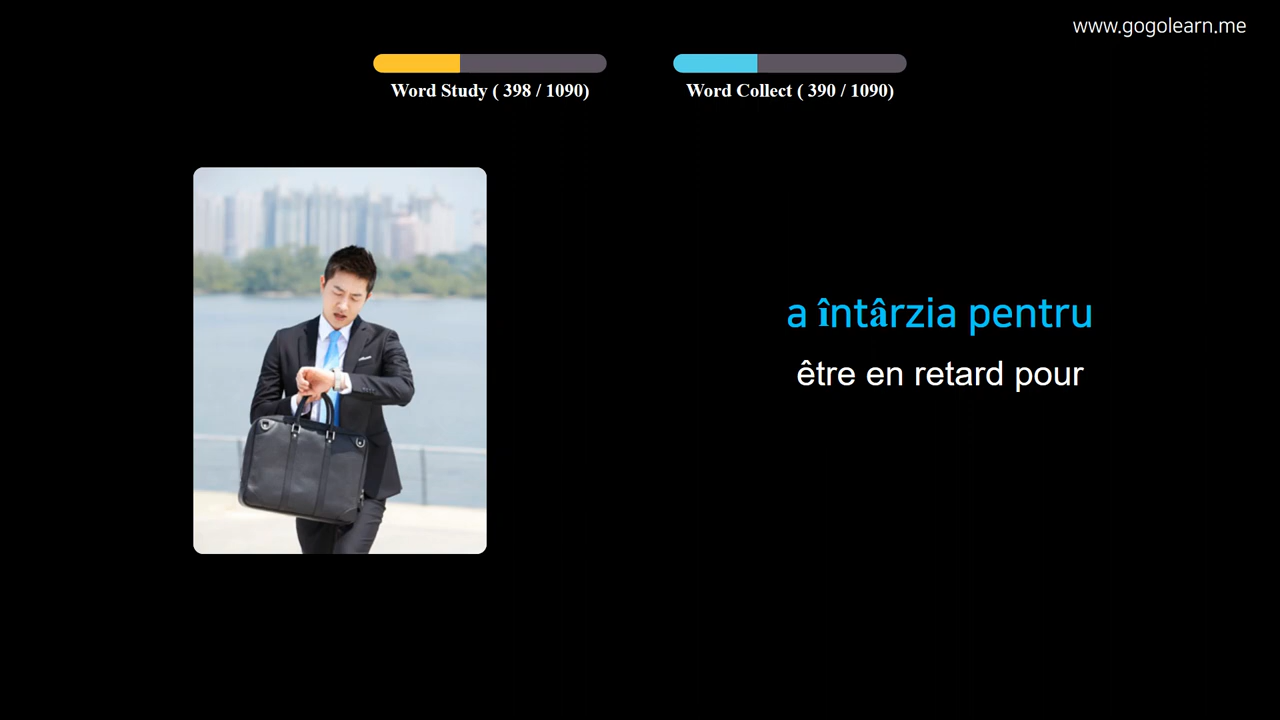 www.gogolearn.me
Word Study ( 398 / 1090)
Word Collect ( 390 / 1090)
a întârzia pentru
être en retard pour